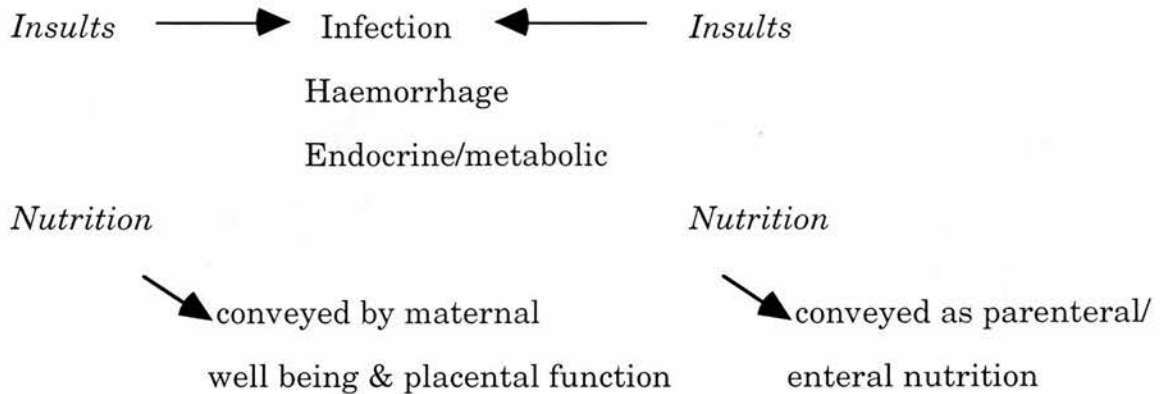 Insults Infection Insults
Haemorrhage
Endocrine/metabolic
Nutrition Nutrition
conveyed by maternal conveyed as parenteral/
well being & placental function enteral nutrition